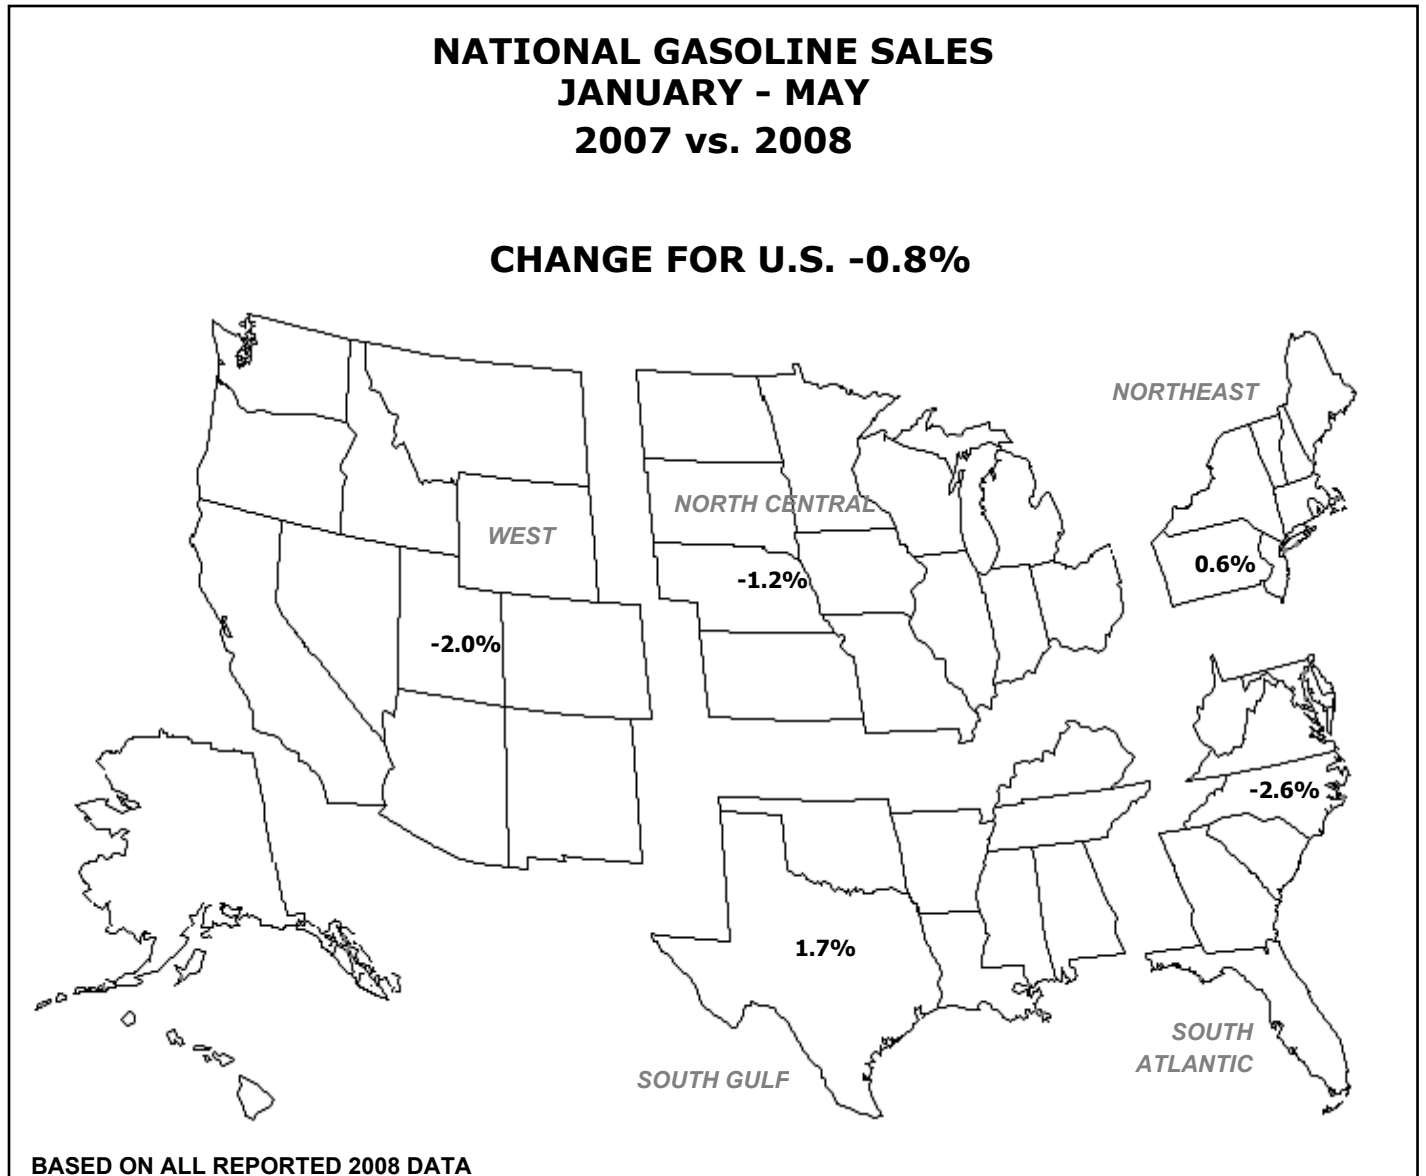 NATIONAL GASOLINE SALES
JANUARY - MAY
2007 vs. 2008
CHANGE FOR U.S. -0.8%
NORTHEAST
NORTH CENTRAL
WEST
0.6%
-1.2%
-2.0%
-2.6%
1.7%
SOUTH
ATLANTIC
SOUTH GULF
BASED ON ALL REPORTED 2008 DATA